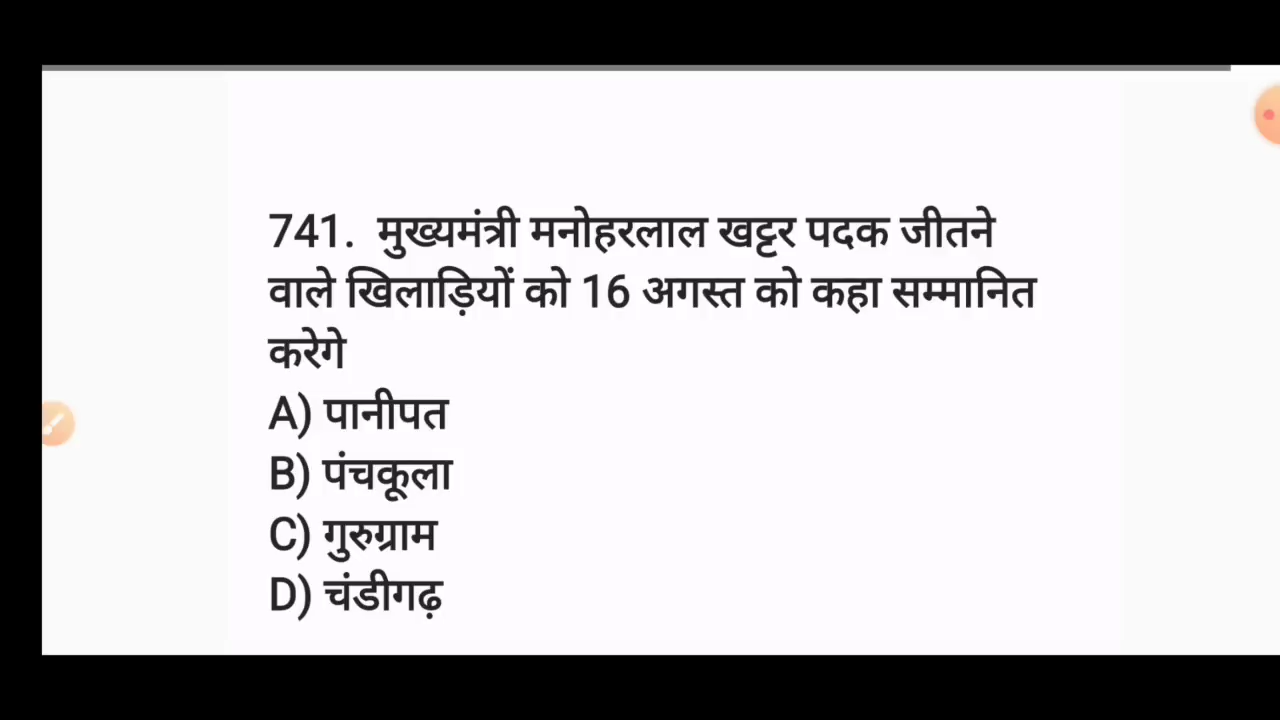 741. मुख्यमंत्री मनोहरलाल खट्टर पदक जीतने
वाले खिलाड़ियों को 16 अगस्त को कहा सम्मानित
करेगे
A) पानीपत
B) पंचकूला
C) गुरुग्राम
D) चंडीगढ़